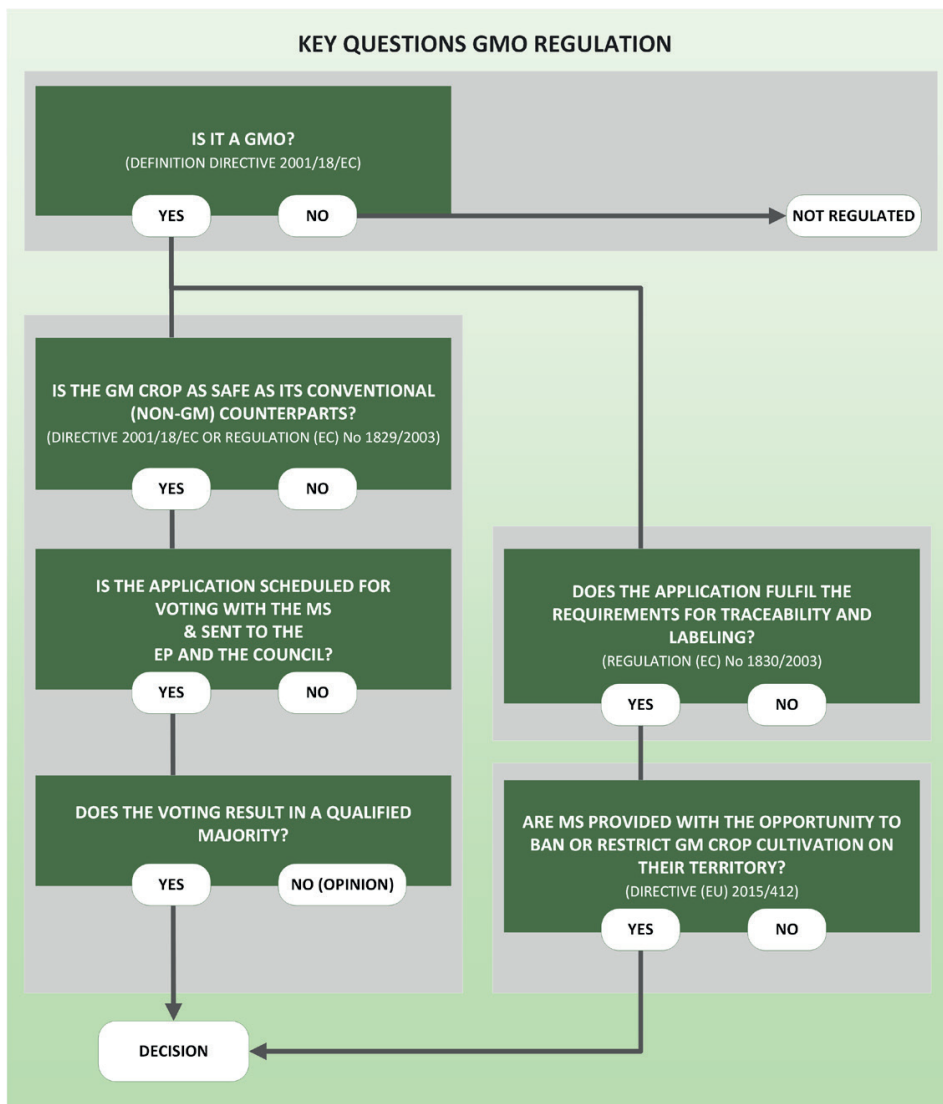 KEY QUESTIONS GMO REGULATION
IS IT A GMO?
(DEFINITION DIRECTIVE 2001/18/EC)
YES
NO
NOT REGULATED
IS THE GM CROP AS SAFE AS ITS CONVENTIONAL
(NON-GM) COUNTERPARTS?
(DIRECTIVE 2001/18/EC OR REGULATION (EC) No 1829/2003)
YES
NO
IS THE APPLICATION SCHEDULED FOR
VOTING WITH THE MS
& SENT TO THE
EP AND THE COUNCIL?
YES
NO
DOES THE VOTING RESULT IN A QUALIFIED
MAJORITY?
YES
NO (OPINION)
DOES THE APPLICATION FULFIL THE
REQUIREMENTS FOR TRACEABILITY AND
LABELING?
(REGULATION (EC) No 1830/2003)
YES
NO
ARE MS PROVIDED WITH THE OPPORTUNITY TO
BAN OR RESTRICT GM CROP CULTIVATION ON
THEIR TERRITORY?
(DIRECTIVE (EU) 2015/412)
YES
NO
DECISION